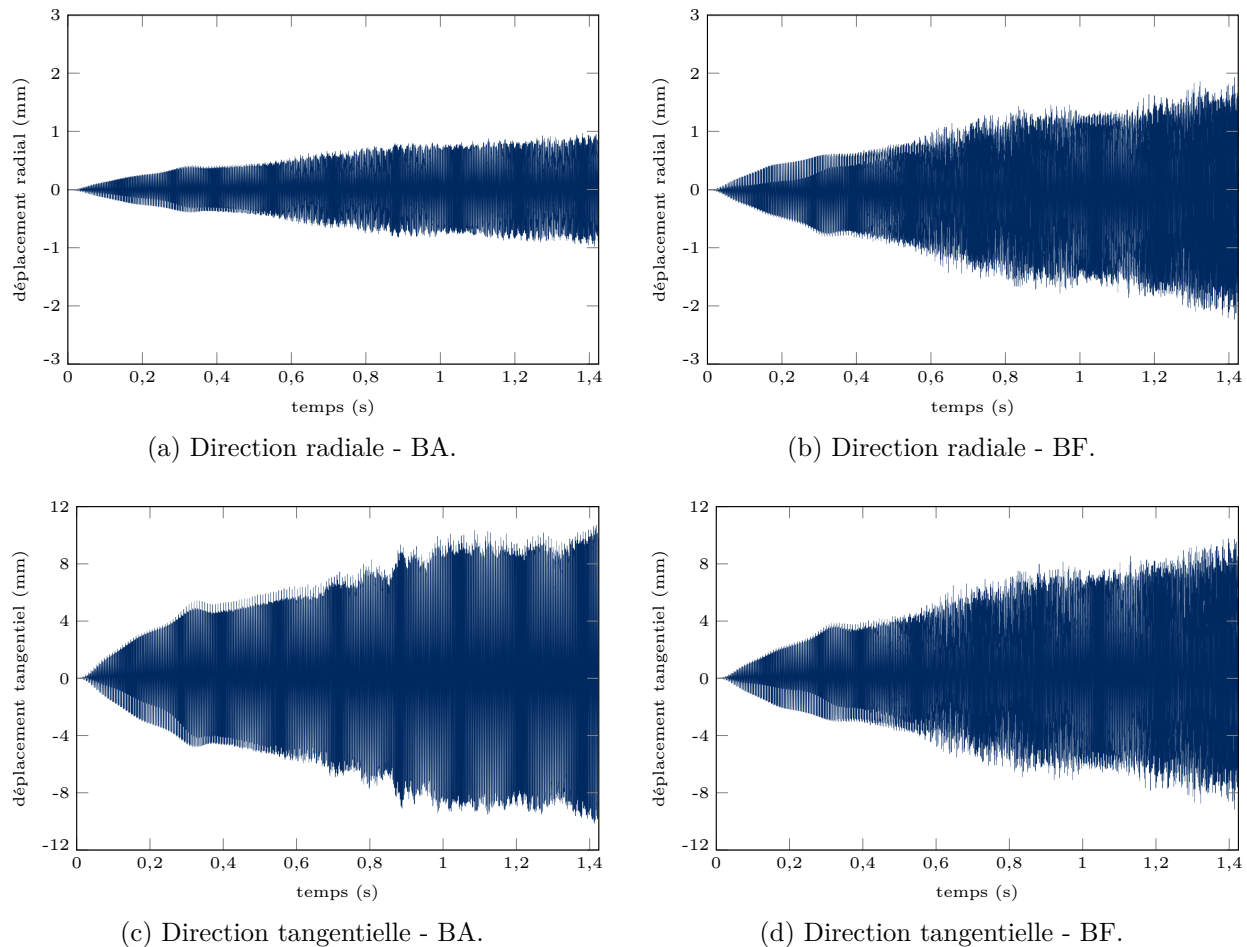 3
2
1
0
-1
-2
-3
déplacement radial (mm)
0 0,2 0,4 0,6 0,8 1 1,2 1,4
temps (s)
(a) Direction radiale - BA.
3
2
1
0
-1
-2
-3
déplacement radial (mm)
0 0,2 0,4 0,6 0,8 1 1,2 1,4
temps (s)
(b) Direction radiale - BF.
12
8
4
0
-4
-8
-12
déplacement tangentiel (mm)
0 0,2 0,4 0,6 0,8 1 1,2 1,4
temps (s)
(c) Direction tangentielle - BA.
12
8
4
0
-4
-8
-12
déplacement tangentiel (mm)
0 0,2 0,4 0,6 0,8 1 1,2 1,4
temps (s)
(d) Direction tangentielle - BF.